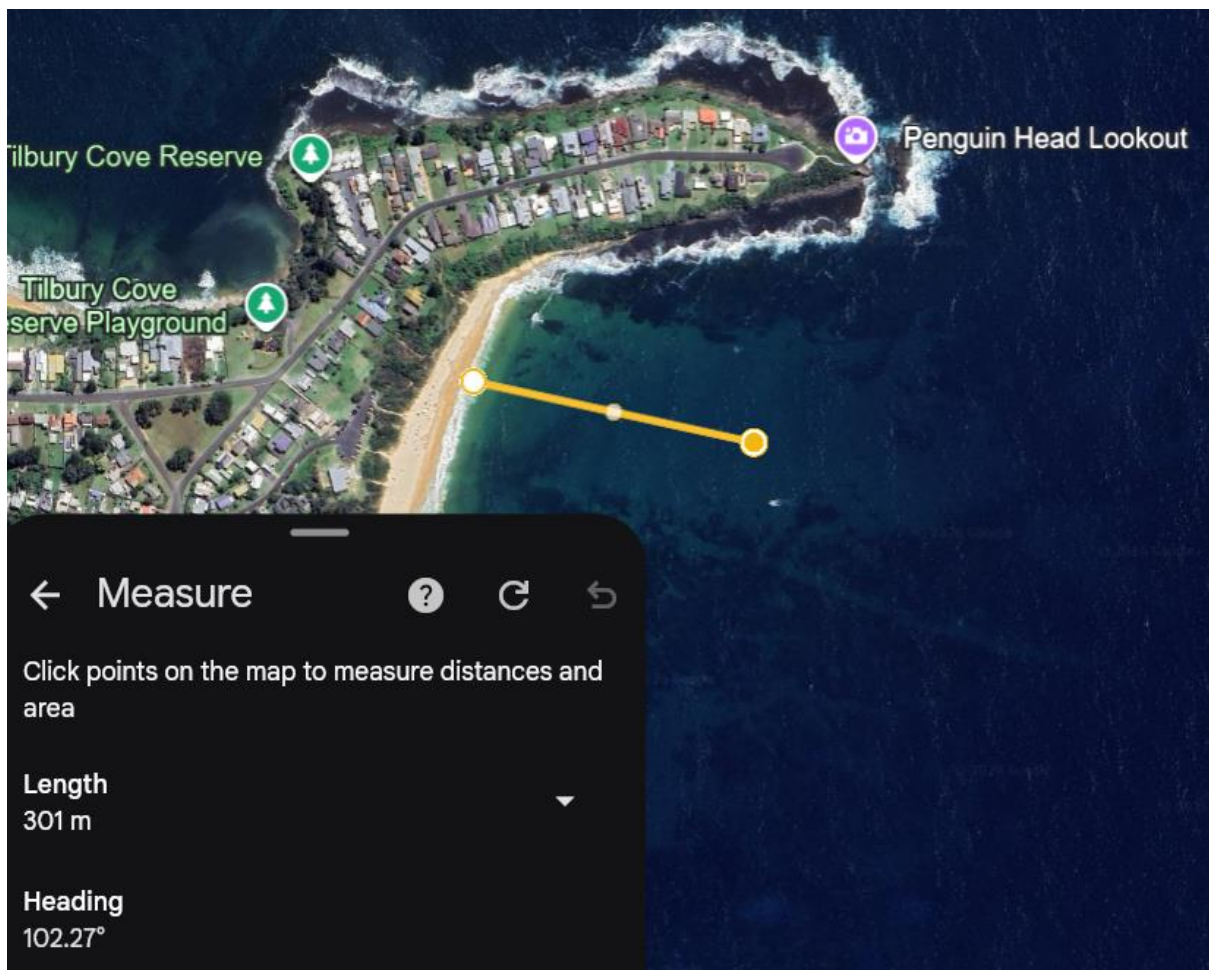 Tilbury Cove Reserve
Penguin Head Lookout
Tilbury Cove
eserve Playground
Measure
?
Click points on the map to measure distances and
area
Length
301 m
Heading
102.27°